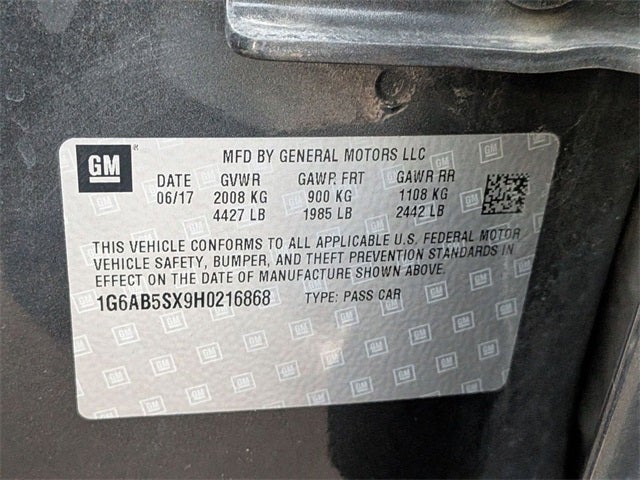 GM ®
MFD BY GENERAL MOTORS LLC
DATE GVWR GAWR FRT GAWR RR
06/17 2008 KG 900 KG 1108 KG
4427 LB 1985 LB 2442 LB
THIS VEHICLE CONFORMS TO ALL APPLICABLE U.S. FEDERAL MOTOR
VEHICLE SAFETY, BUMPER, AND THEFT PREVENTION STANDARDS IN
EFFECT ON THE DATE OF MANUFACTURE SHOWN ABOVE.
1G6AB5SX9H0216868 TYPE: PASS CAR